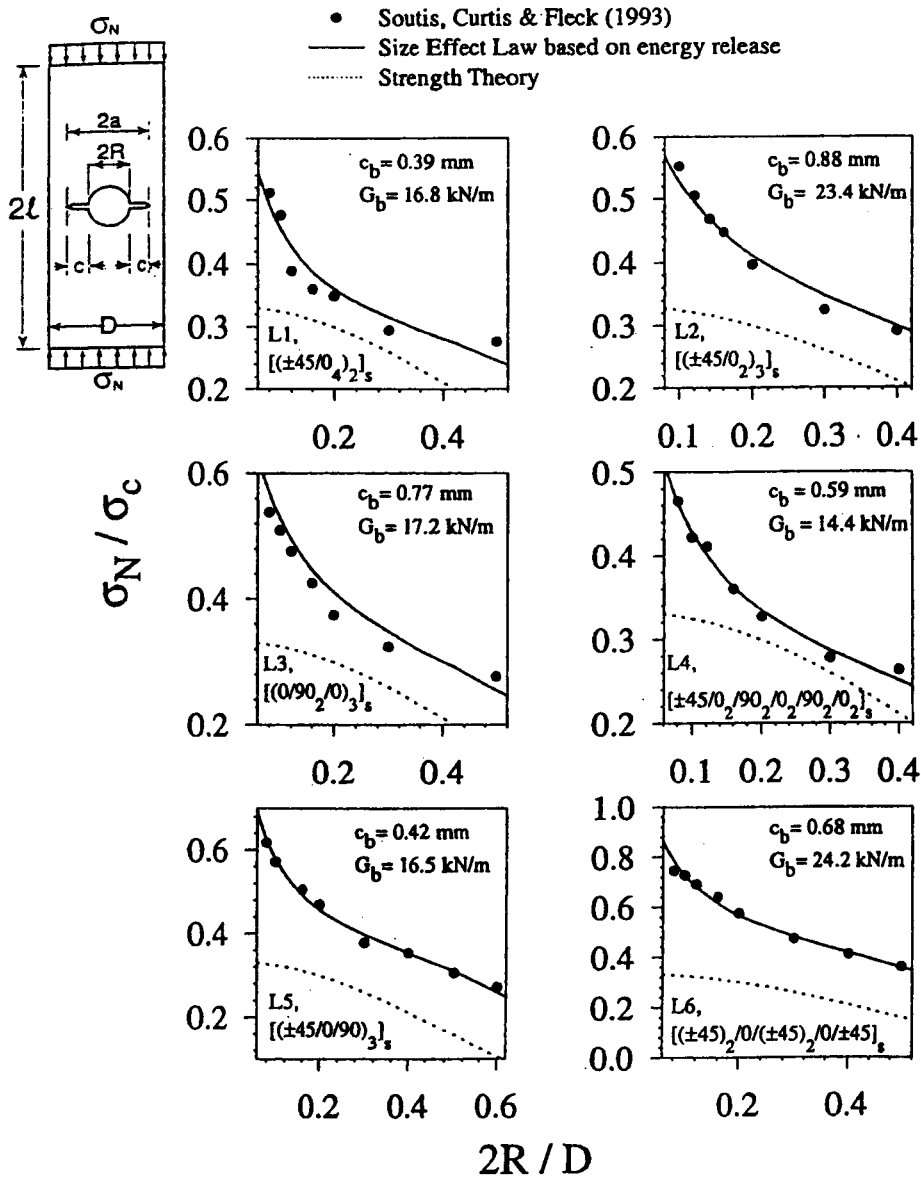 Soutis, Curtis & Fleck (1993)
Size Effect Law based on energy release
Strength Theory
σN
2a
2R
2ℓ
c
c
D
σN
σN / σc
0.6
0.5
0.4
0.3
0.2
cb= 0.39 mm
Gb= 16.8 kN/m
L1,
[(±45/04)2]s
0.2 0.4
0.6
0.5
0.4
0.3
0.2
cb= 0.88 mm
Gb= 23.4 kN/m
L2,
[(±45/02)3]s
0.1 0.2 0.3 0.4
0.6
0.4
0.2
cb= 0.77 mm
Gb= 17.2 kN/m
L3,
[(0/902/0)3]s
0.2 0.4
0.5
0.4
0.3
0.2
cb= 0.59 mm
Gb= 14.4 kN/m
L4,
[±45/02/902/02/902/02]s
0.1 0.2 0.3 0.4
0.6
0.4
0.2
cb= 0.42 mm
Gb= 16.5 kN/m
L5,
[(±45/0/90)3]s
0.2 0.4 0.6
1.0
0.8
0.6
0.4
0.2
0.0
cb= 0.68 mm
Gb= 24.2 kN/m
L6,
[(±45)2/0/(±45)2/0/±45]s
0.2 0.4
2R / D